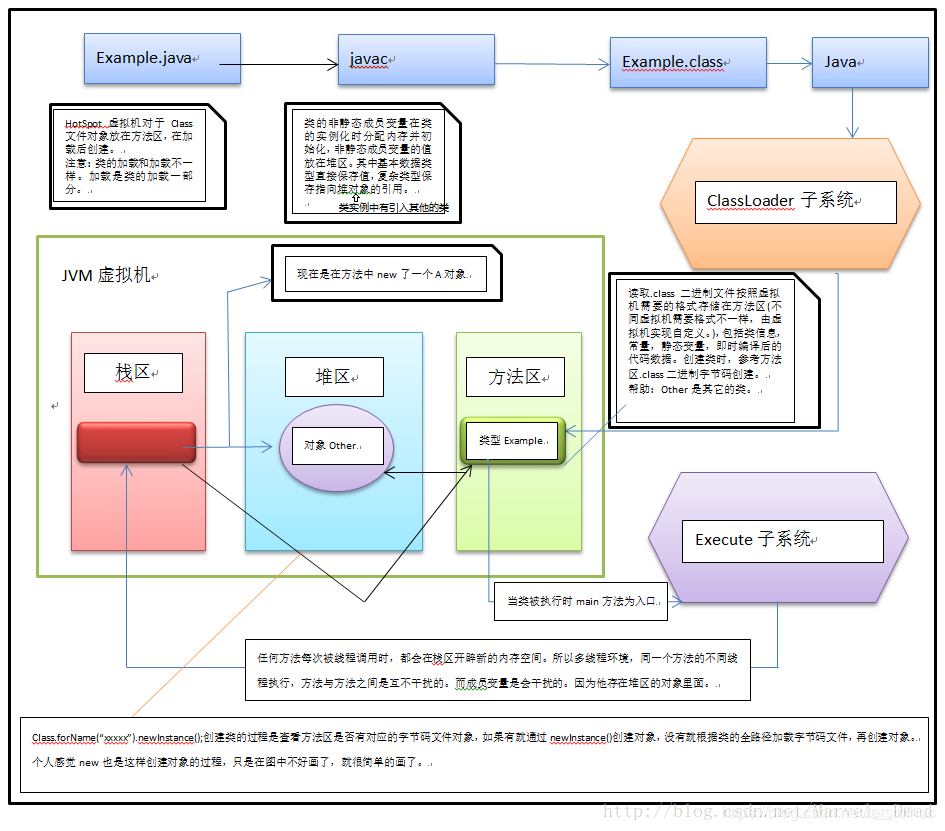 Example.java
javac
Example.class
Java
HotSpot 虚拟机对于 Class
文件对象放在方法区，在加
载后创建。
注意：类的加载和加载不一
样。加载是类的加载一部
分。
类的非静态成员变量在类
的实例化时分配内存并初
始化，非静态成员变量的值
放在堆区。其中基本数据类
型直接保存值，复杂类型保
存指向堆对象的引用。
类实例中有引入其他的类
ClassLoader 子系统
JVM 虚拟机
现在是在方法中 new 了一个 A 对象.
读取.class 二进制文件按照虚拟
机需要的格式存储在方法区(不
同虚拟机需要格式不一样，由虚
拟机实现自定义。)，包括类信息，
常量，静态变量，即时编译后的
代码数据。创建类时，参考方法
区.class 二进制字节码创建。
帮助：Other 是其它的类。
栈区
堆区
方法区
对象 Other.
类型 Example.
Execute 子系统
当类被执行时 main 方法为入口.
任何方法每次被线程调用时，都会在栈区开辟新的内存空间。所以多线程环境，同一个方法的不同线
程执行，方法与方法之间是互不干扰的。而成员变量是会干扰的。因为他存在堆区的对象里面。
Class.forName(“xxxxx”).newInstance();创建类的过程是查看方法区是否有对应的字节码文件对象，如果有就通过 newInstance()创建对象，没有就根据类的全路径加载字节码文件，再创建对象。
个人感觉 new 也是这样创建对象的过程，只是在图中不好画了，就很简单的画了。